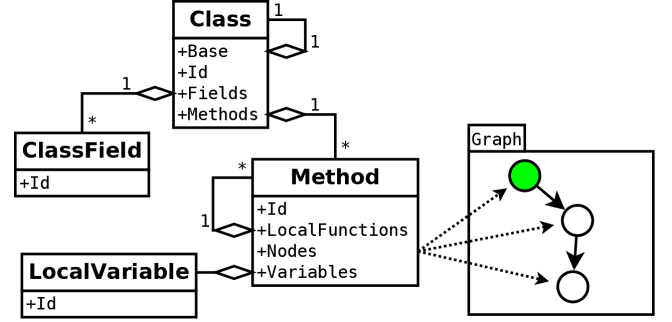 Class
+Base
+Id
+Fields
+Methods
1
1
1
*
1
*
ClassField
+Id
Method
+Id
+LocalFunctions
+Nodes
+Variables
*
1
LocalVariable
+Id
Graph